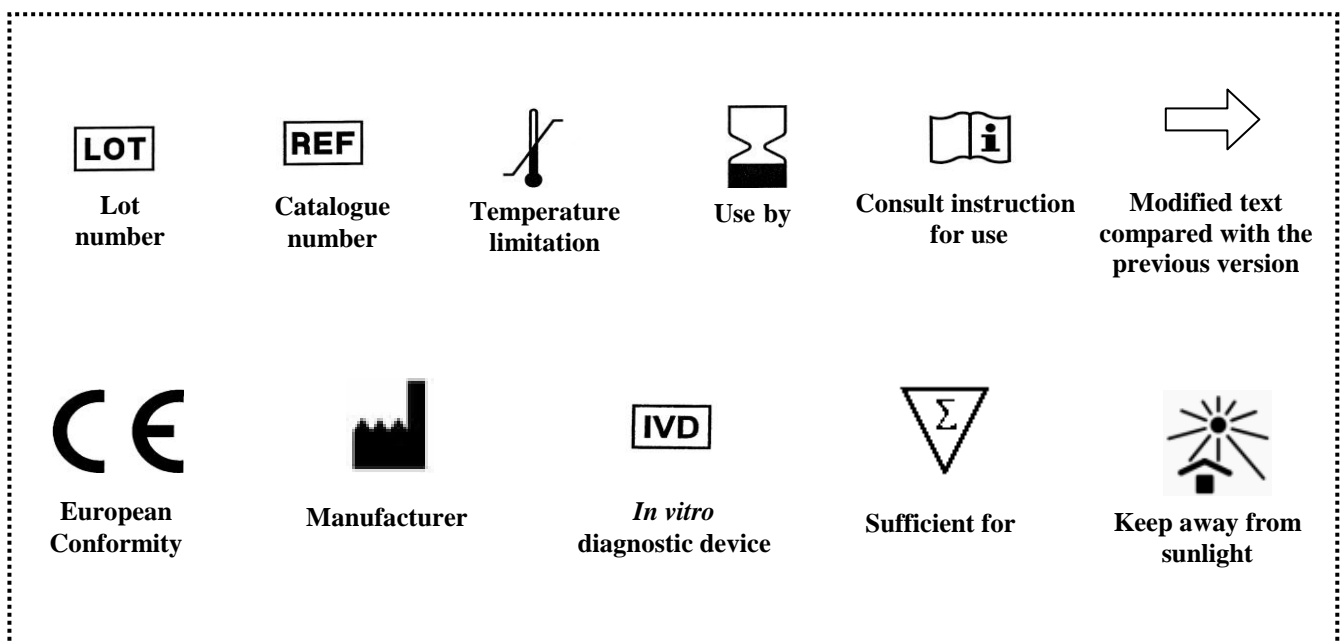 LOT
REF
i
Lot
number
Catalogue
number
Temperature
limitation
Use by
Consult instruction
for use
Modified text
compared with the
previous version
CE
IVD
Σ
European
Conformity
Manufacturer
In vitro
diagnostic device
Sufficient for
Keep away from
sunlight